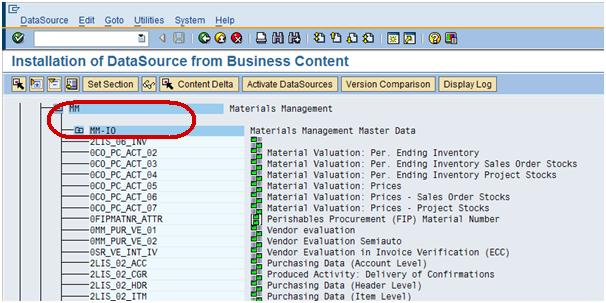 DataSource Edit Goto Utilities System Help
Installation of DataSource from Business Content
Set Section Content Delta Activate DataSources Version Comparison Display Log
MM Materials Management
MM-IO Materials Management Master Data
2LIS_06_INV
0CO_PC_ACT_02 Material Valuation: Per. Ending Inventory
0CO_PC_ACT_03 Material Valuation: Per. Ending Inventory Sales Order Stocks
0CO_PC_ACT_04 Material Valuation: Per. Ending Inventory Project Stocks
0CO_PC_ACT_05 Material Valuation: Prices
0CO_PC_ACT_06 Material Valuation: Prices - Sales Order Stocks
0CO_PC_ACT_07 Material Valuation: Prices - Project Stocks
0FIPMATNR_ATTR Perishables Procurement (FIP) Material Number
0MM_PUR_VE_01 Vendor evaluation
0MM_PUR_VE_02 Vendor Evaluation Semiauto
0SR_VE_INT_IV Vendor Evaluation in Invoice Verification (ECC)
2LIS_02_ACC Purchasing Data (Account Level)
2LIS_02_CGR Produced Activity: Delivery of Confirmations
2LIS_02_HDR Purchasing Data (Header Level)
2LIS_02_ITM Purchasing Data (Item Level)